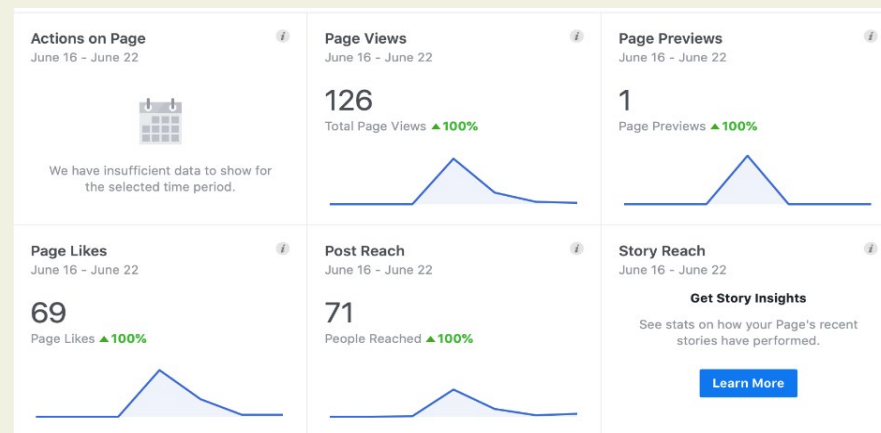 Actions on Page
June 16 - June 22
We have insufficient data to show for
the selected time period.
Page Views
June 16 - June 22
126
Total Page Views ▲100%
Page Previews
June 16 - June 22
1
Page Previews ▲100%
Page Likes
June 16 - June 22
69
Page Likes ▲100%
Post Reach
June 16 - June 22
71
People Reached ▲100%
Story Reach
June 16 - June 22
Get Story Insights
See stats on how your Page's recent
stories have performed.
Learn More